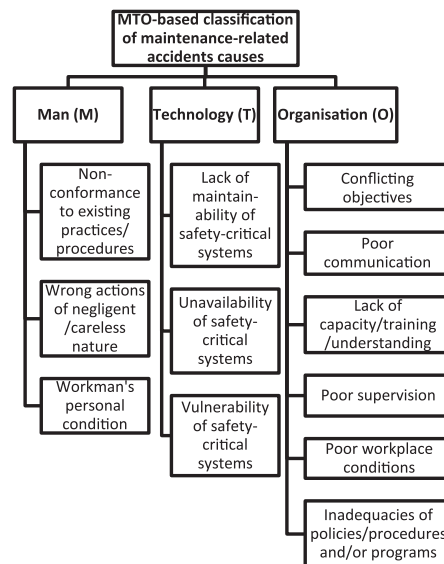 MTO-based classification
of maintenance-related
accidents causes
Man (M)
Technology (T)
Organisation (O)
Non-
conformance
to existing
practices/
procedures
Wrong actions
of negligent
/careless
nature
Workman's
personal
condition
Lack of
maintain-
ability of
safety-critical
systems
Unavailability
of safety-
critical systems
Vulnerability
of safety-
critical
systems
Conflicting
objectives
Poor
communication
Lack of
capacity/training
/understanding
Poor supervision
Poor workplace
conditions
Inadequacies of
policies/procedures
and/or programs